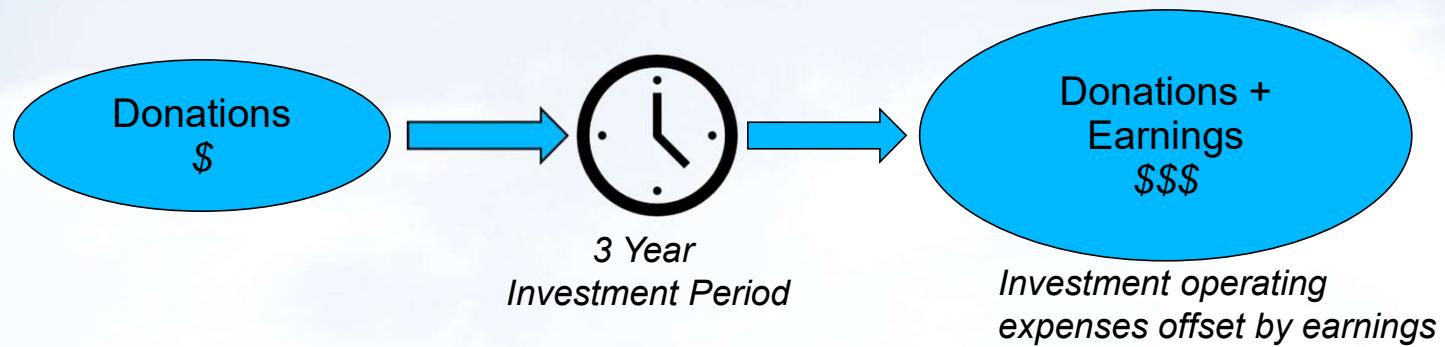 Donations
$
3 Year
Investment Period
Donations +
Earnings
$$$
Investment operating
expenses offset by earnings